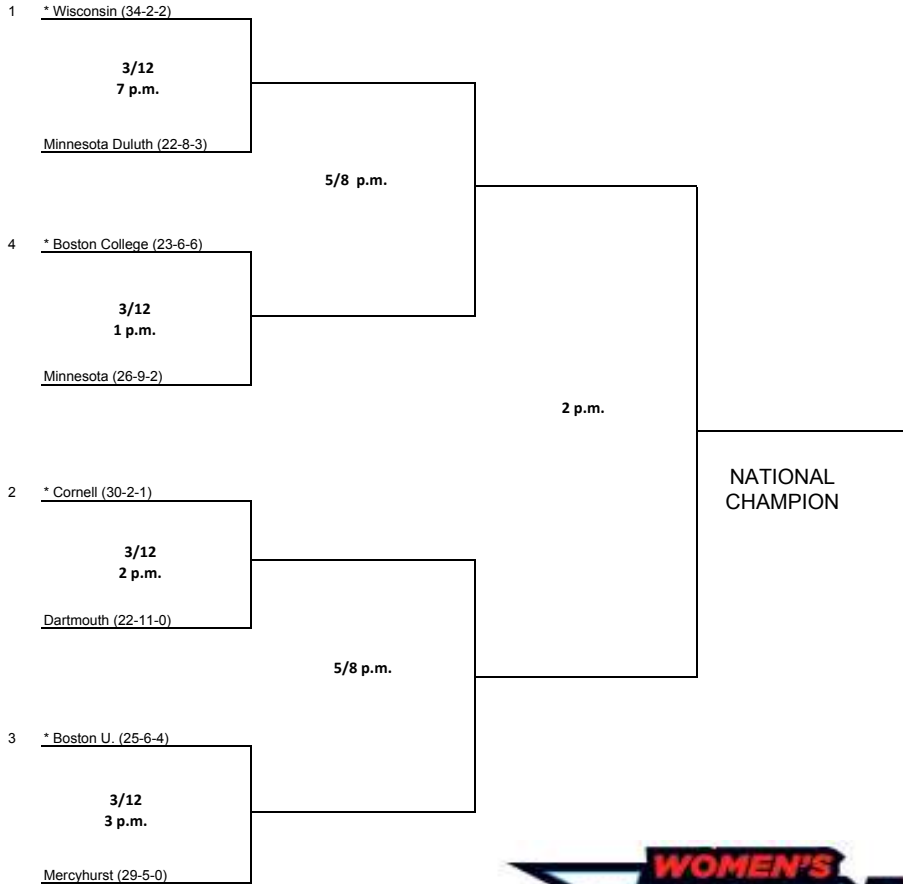 1 * Wisconsin (34-2-2)
3/12
7 p.m.
Minnesota Duluth (22-8-3)
5/8 p.m.
4 * Boston College (23-6-6)
3/12
1 p.m.
Minnesota (26-9-2)
2 p.m.
NATIONAL
CHAMPION
2 * Cornell (30-2-1)
3/12
2 p.m.
Dartmouth (22-11-0)
5/8 p.m.
3 * Boston U. (25-6-4)
3/12
3 p.m.
Mercyhurst (29-5-0)
WOMEN'S